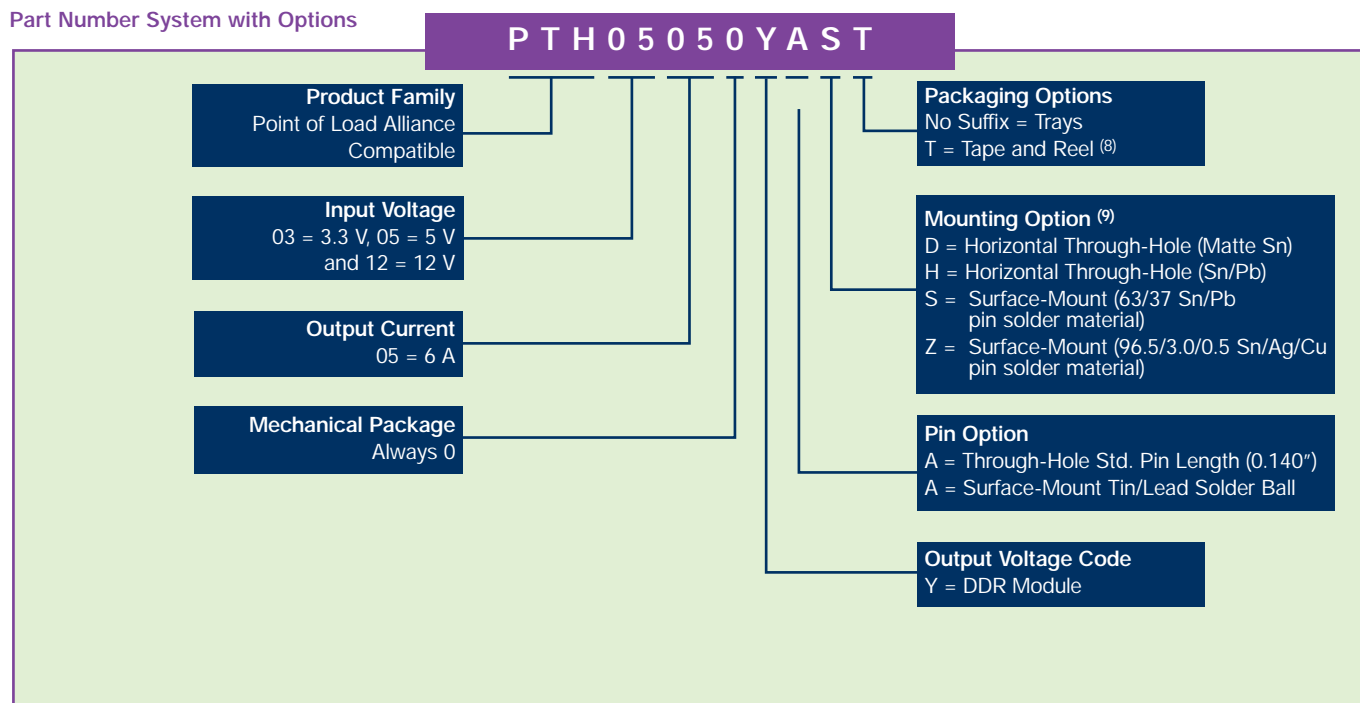 Part Number System with Options
PTH05050YAST
Product Family
Point of Load Alliance
Compatible
Input Voltage
03 = 3.3 V, 05 = 5 V
and 12 = 12 V
Output Current
05 = 6 A
Mechanical Package
Always 0
Packaging Options
No Suffix = Trays
T = Tape and Reel (8)
Mounting Option (9)
D = Horizontal Through-Hole (Matte Sn)
H = Horizontal Through-Hole (Sn/Pb)
S = Surface-Mount (63/37 Sn/Pb
pin solder material)
Z = Surface-Mount (96.5/3.0/0.5 Sn/Ag/Cu
pin solder material)
Pin Option
A = Through-Hole Std. Pin Length (0.140″)
A = Surface-Mount Tin/Lead Solder Ball
Output Voltage Code
Y = DDR Module